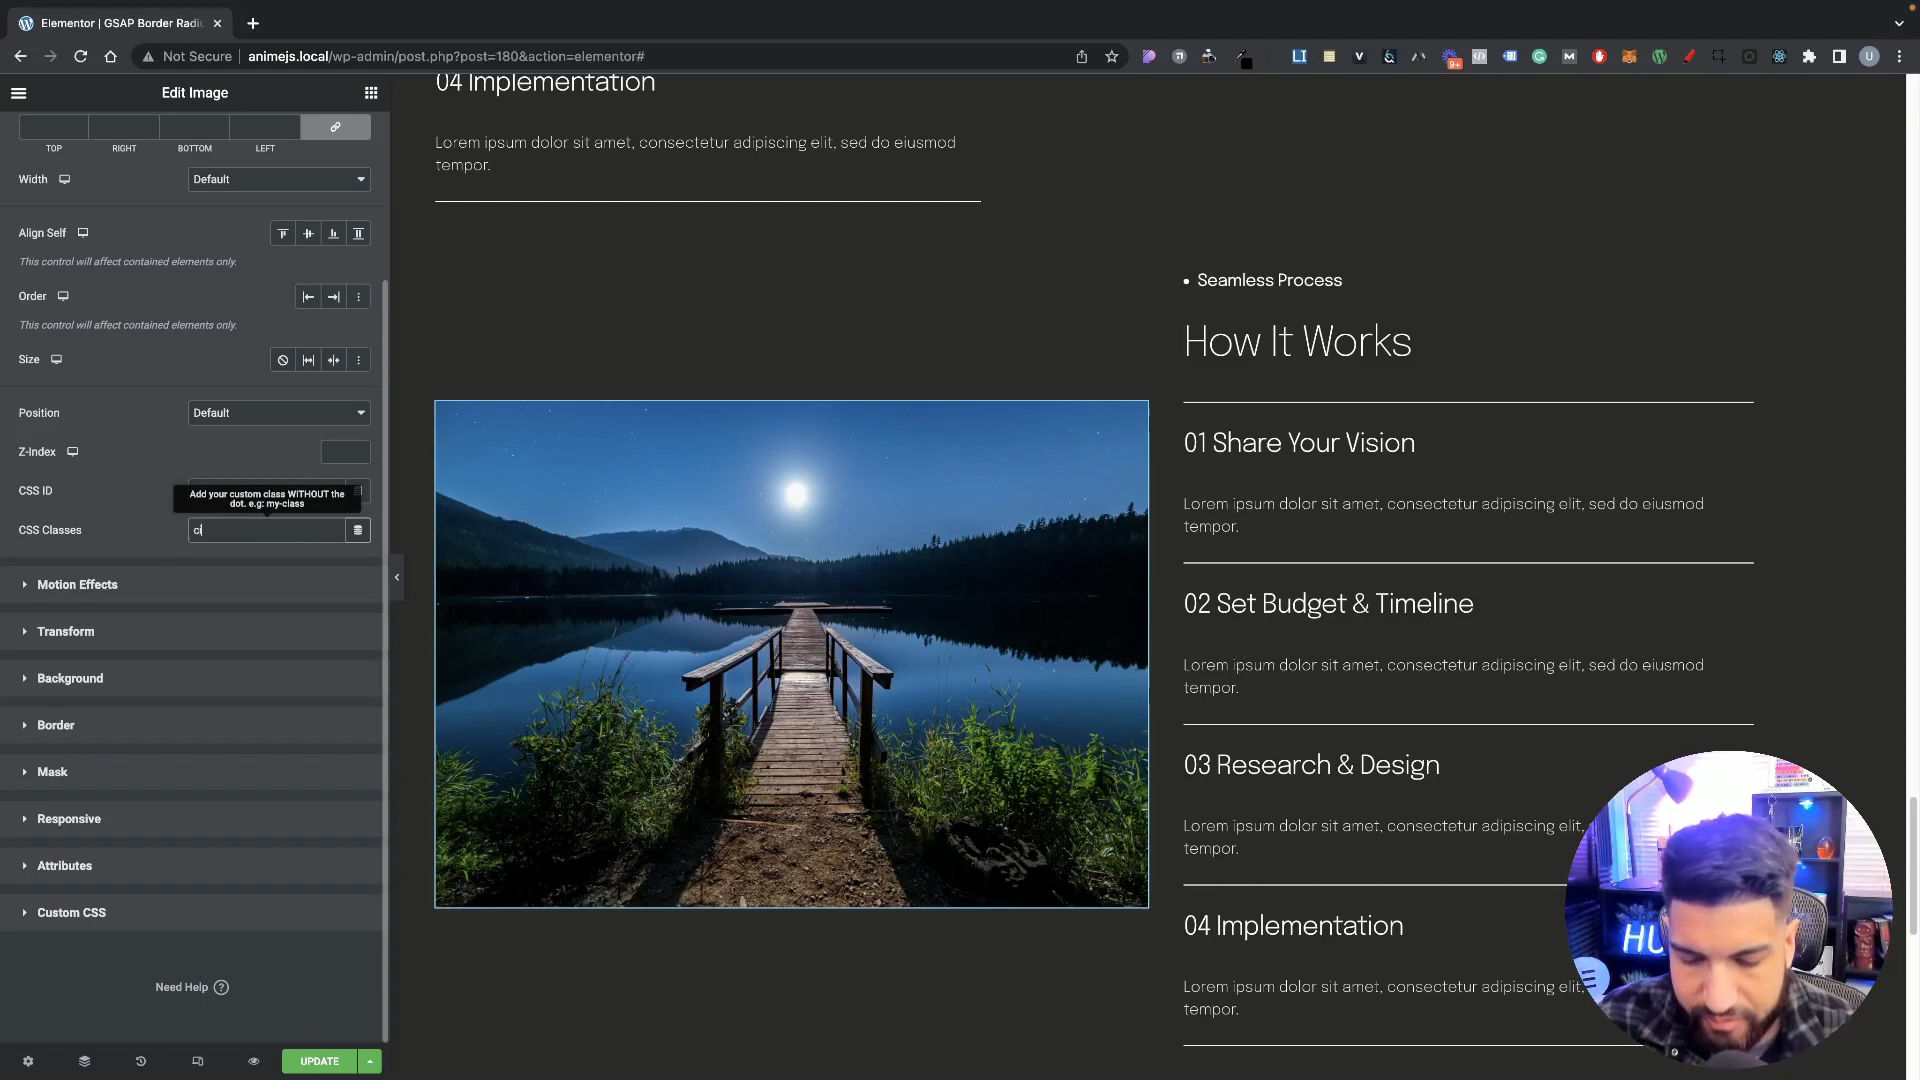 Elementor | GSAP Border Radi
Not Secure
animejs.local/wp-admin/post.php?post=180&action=elementor#
9+
U
Edit Image
TOP
RIGHT
BOTTOM
LEFT
Width
Default
Align Self
This control will affect contained elements only.
Order
This control will affect contained elements only.
Size
Position
Default
Z-Index
CSS ID
Add your custom class WITHOUT the
dot. e.g: my-class
CSS Classes
ci
Motion Effects
Transform
Background
Border
Mask
Responsive
Attributes
Custom CSS
Need Help
UPDATE
04 Implementation
Lorem ipsum dolor sit amet, consectetur adipiscing elit, sed do eiusmod
tempor.
Seamless Process
How It Works
01 Share Your Vision
Lorem ipsum dolor sit amet, consectetur adipiscing elit, sed do eiusmod
tempor.
02 Set Budget & Timeline
Lorem ipsum dolor sit amet, consectetur adipiscing elit, sed do eiusmod
tempor.
03 Research & Design
Lorem ipsum dolor sit amet, consectetur adipiscing elit,
tempor.
04 Implementation
Lorem ipsum dolor sit amet, consectetur adipiscing elit,
tempor.
HU